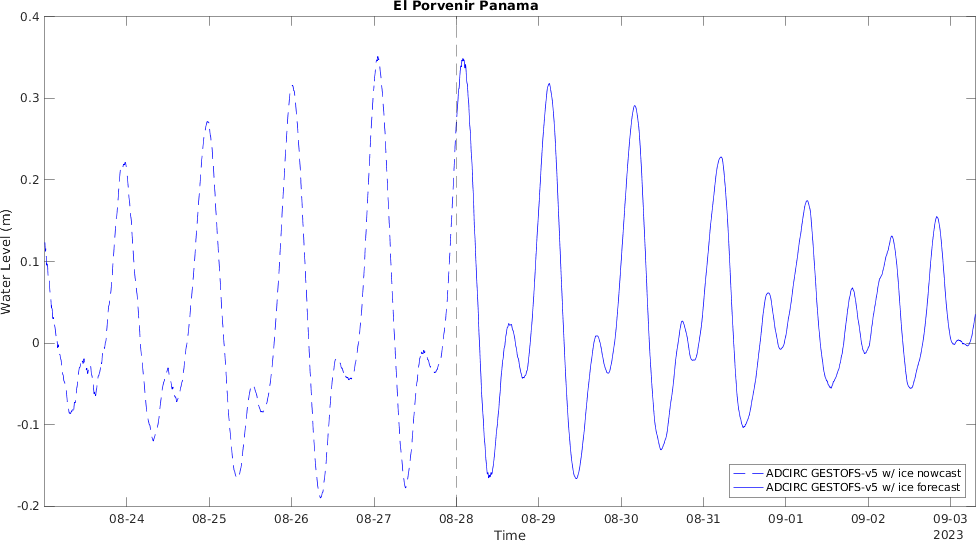 El Porvenir Panama
0.4
0.3
0.2
0.1
0
-0.1
-0.2
Water Level (m)
08-24 08-25 08-26 08-27 08-28 08-29 08-30 08-31 09-01 09-02 09-03
Time
2023
ADCIRC GESTOFS-v5 w/ ice nowcast
ADCIRC GESTOFS-v5 w/ ice forecast